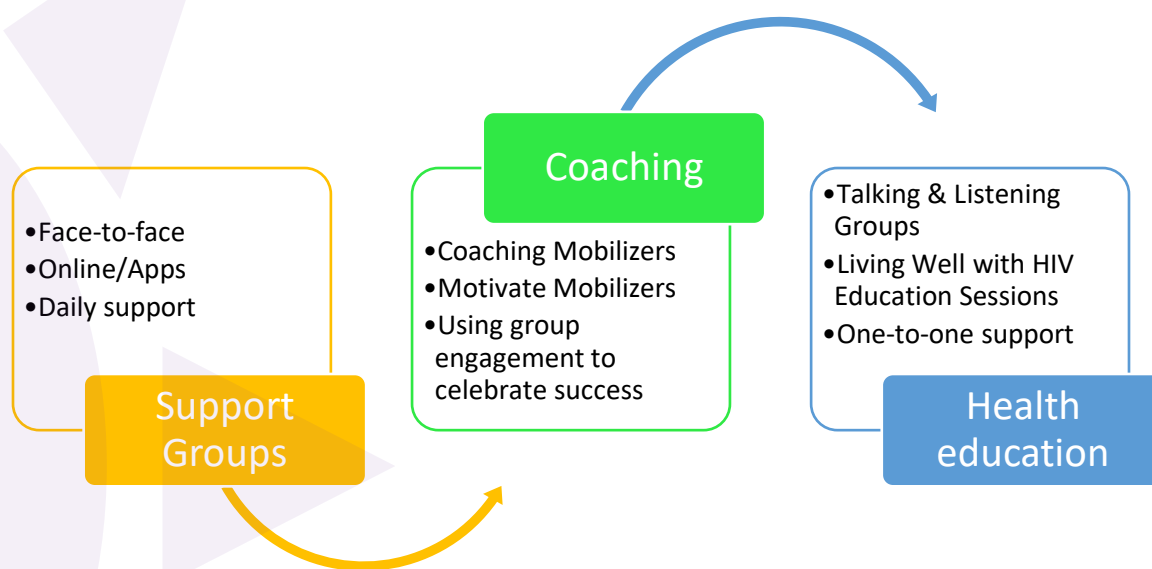 •Face-to-face
•Online/Apps
•Daily support
Support
Groups
Coaching
•Coaching Mobilizers
•Motivate Mobilizers
•Using group
engagement to
celebrate success
•Talking & Listening
Groups
•Living Well with HIV
Education Sessions
•One-to-one support
Health
education